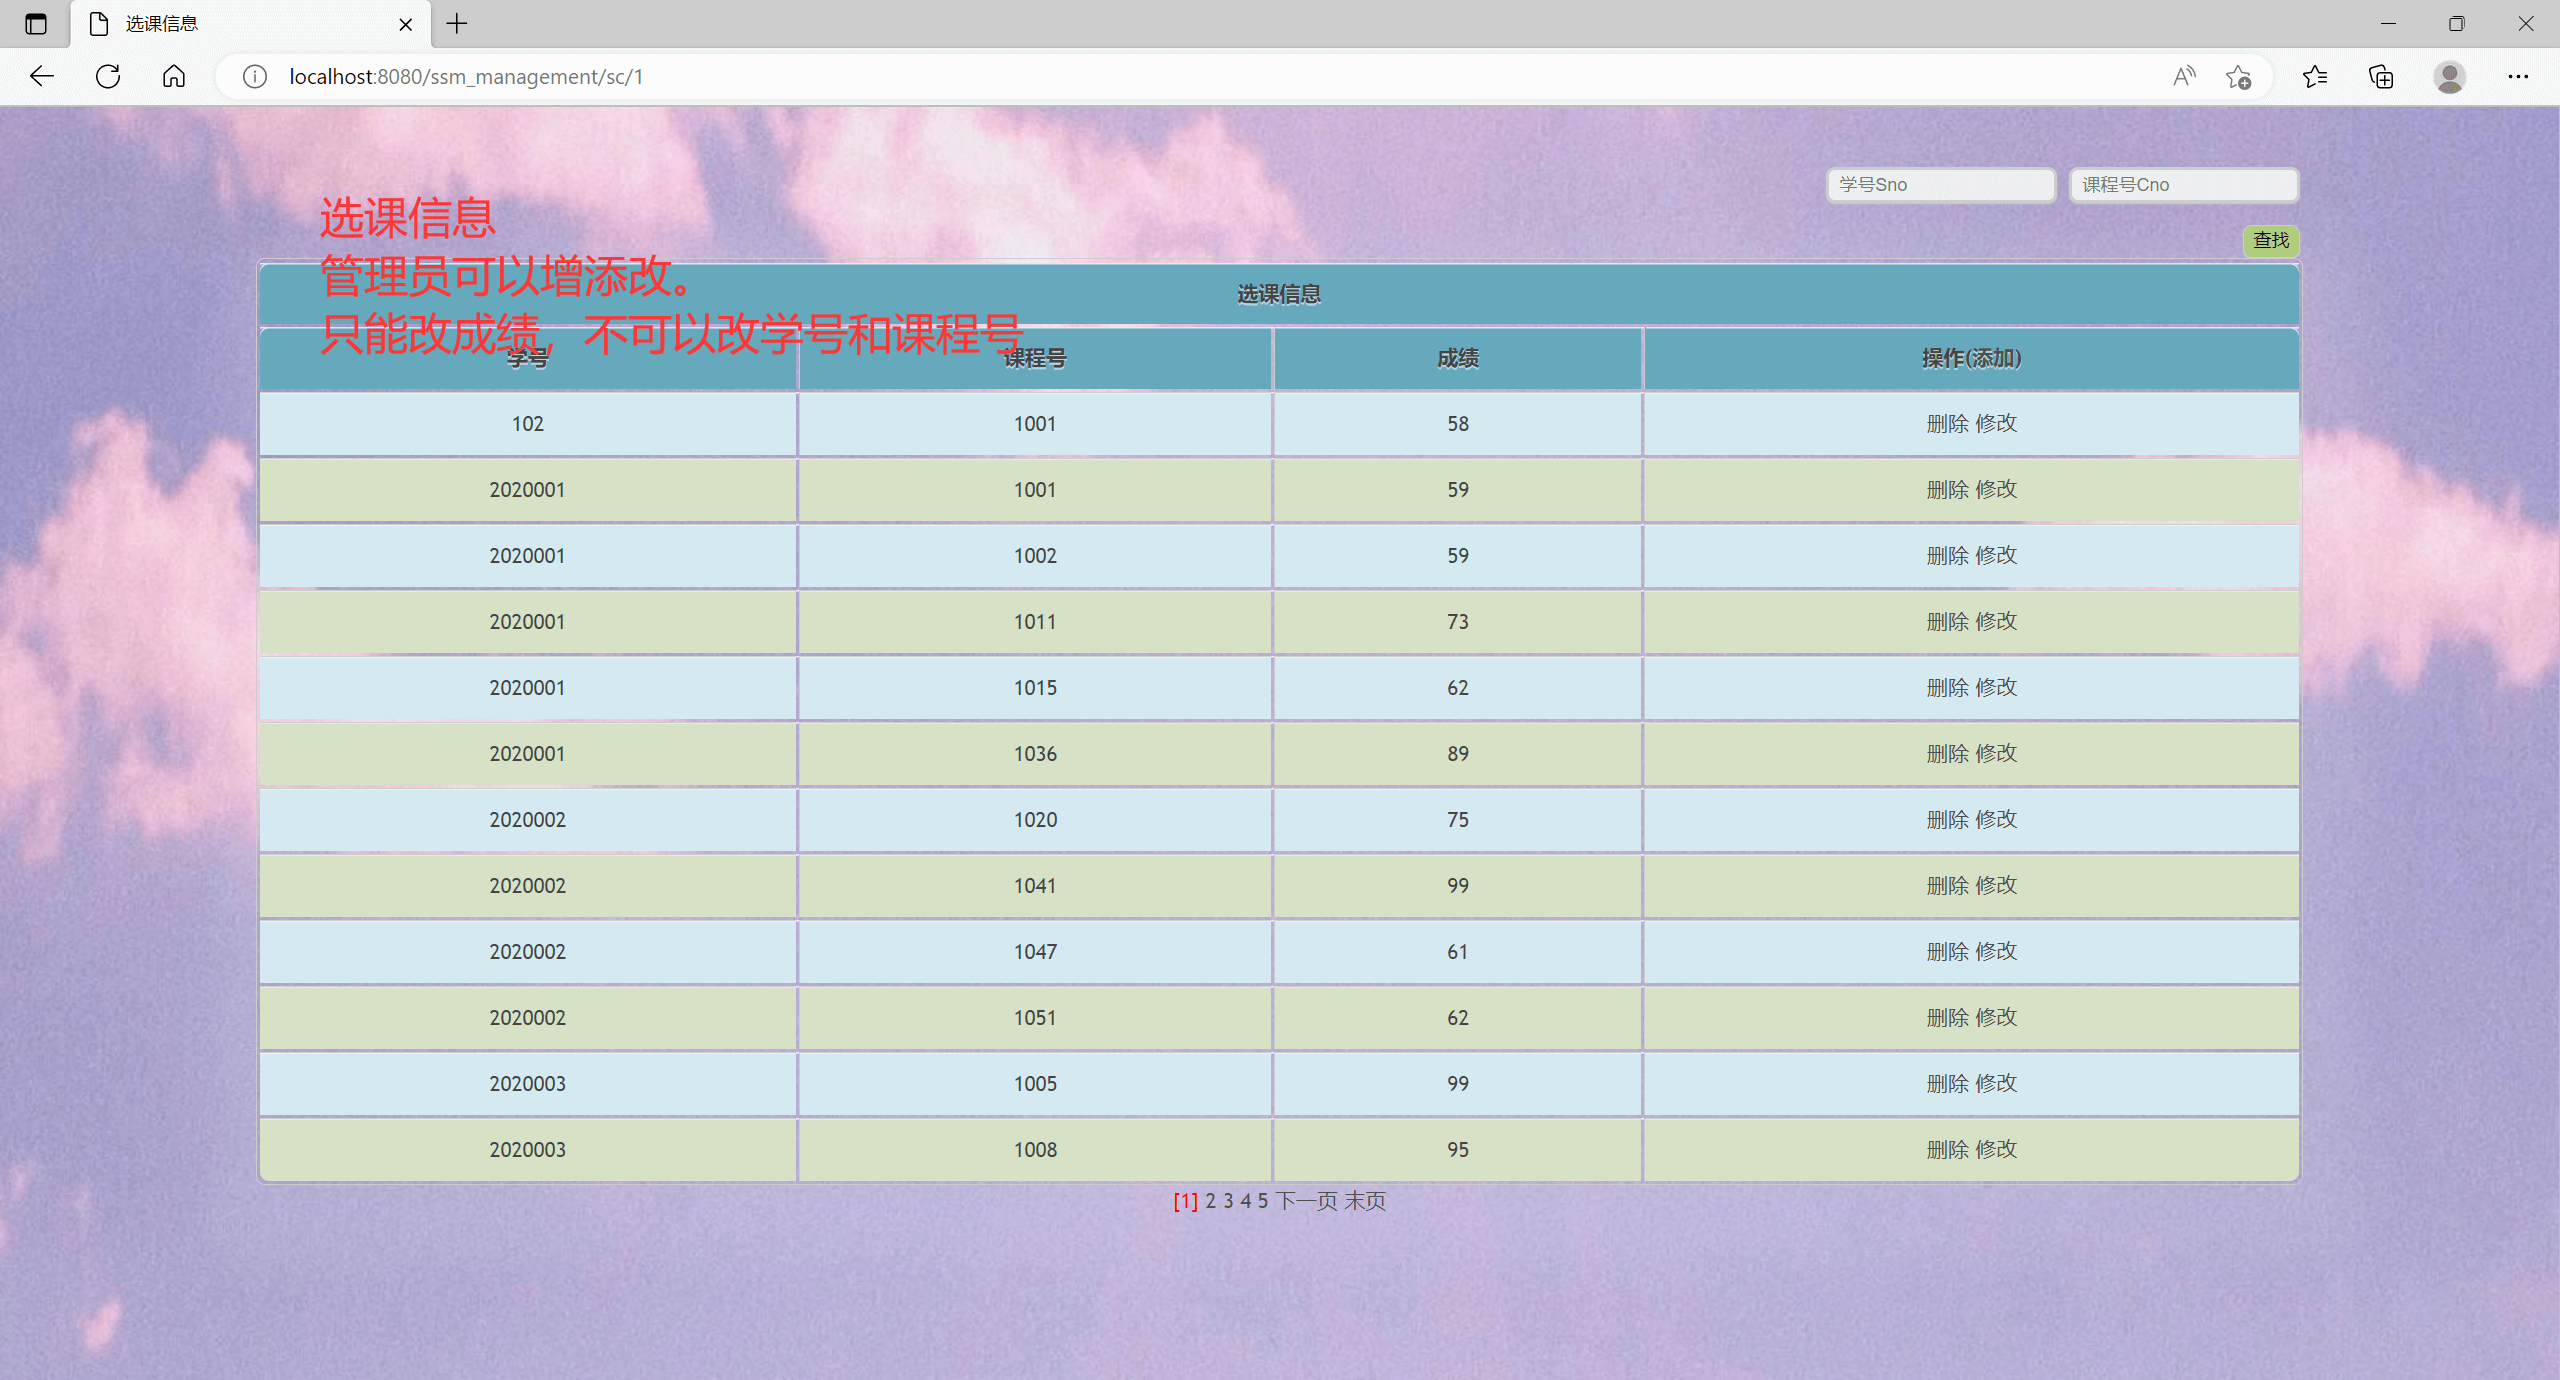 选课信息
localhost:8080/ssm_management/sc/1
学号Sno 课程号Cno
查找
选课信息
管理员可以增添改。
只能改成绩，不可以改学号和课程号
选课信息
学号 课程号 成绩 操作(添加)
102 1001 58 删除 修改
2020001 1001 59 删除 修改
2020001 1002 59 删除 修改
2020001 1011 73 删除 修改
2020001 1015 62 删除 修改
2020001 1036 89 删除 修改
2020002 1020 75 删除 修改
2020002 1041 99 删除 修改
2020002 1047 61 删除 修改
2020002 1051 62 删除 修改
2020003 1005 99 删除 修改
2020003 1008 95 删除 修改
[1] 2 3 4 5 下一页 末页